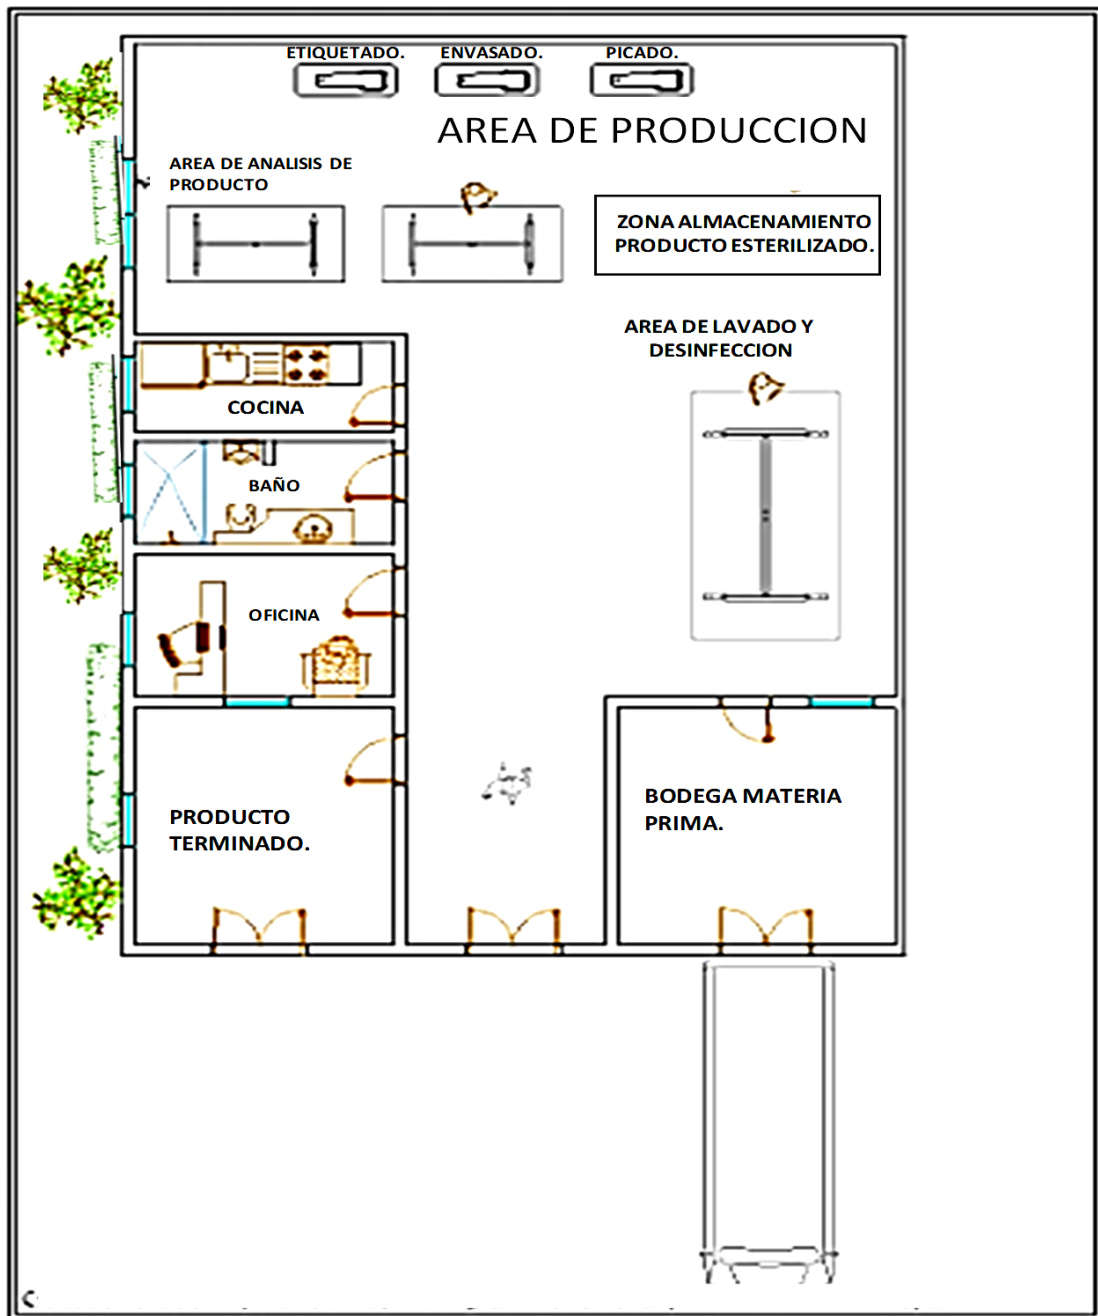 ETIQUETADO.
ENVASADO.
PICADO.
AREA DE PRODUCCION
AREA DE ANALISIS DE
PRODUCTO
ZONA ALMACENAMIENTO
PRODUCTO ESTERILIZADO.
AREA DE LAVADO Y
DESINFECCION
COCINA
BAÑO
OFICINA
PRODUCTO
TERMINADO.
BODEGA MATERIA
PRIMA.